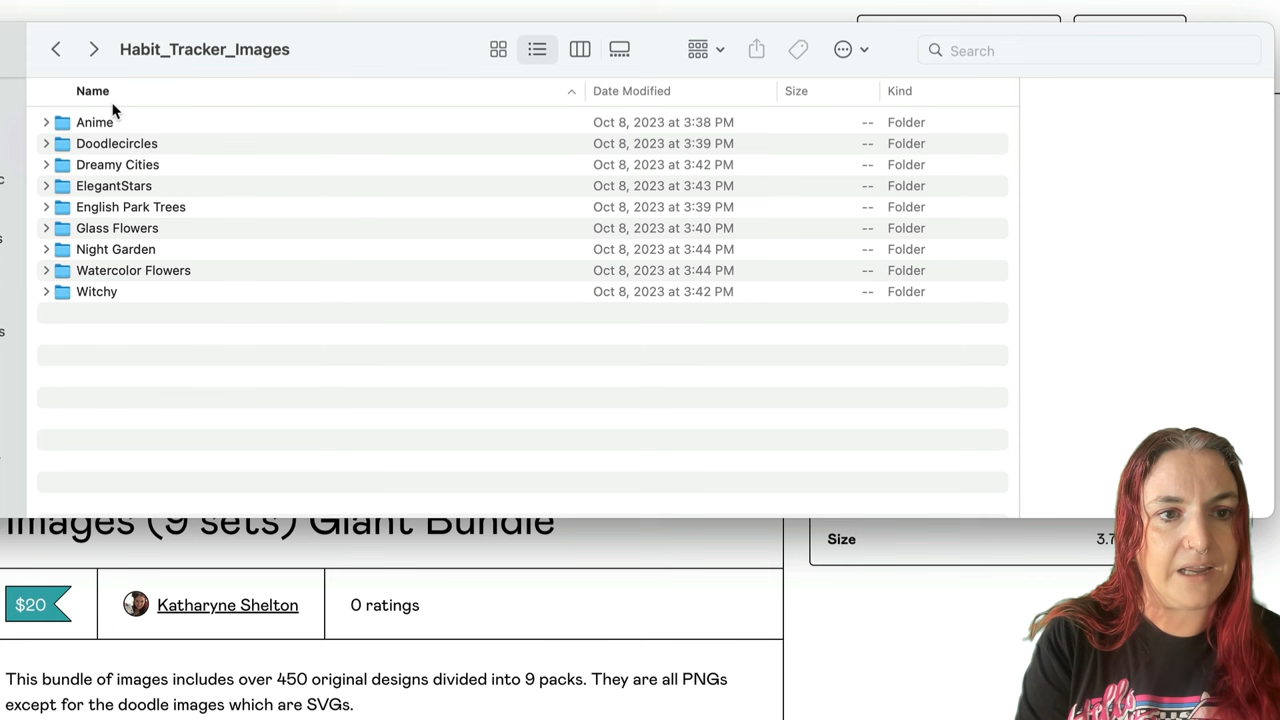 Habit_Tracker_Images
Search
Name Date Modified Size Kind
Anime Oct 8, 2023 at 3:38 PM -- Folder
Doodlecircles Oct 8, 2023 at 3:39 PM -- Folder
Dreamy Cities Oct 8, 2023 at 3:42 PM -- Folder
ElegantStars Oct 8, 2023 at 3:43 PM -- Folder
English Park Trees Oct 8, 2023 at 3:39 PM -- Folder
Glass Flowers Oct 8, 2023 at 3:40 PM -- Folder
Night Garden Oct 8, 2023 at 3:44 PM -- Folder
Watercolor Flowers Oct 8, 2023 at 3:44 PM -- Folder
Witchy Oct 8, 2023 at 3:42 PM -- Folder
Images (9 sets) Giant Bundle
Size 3.7
$20 Katharyne Shelton 0 ratings
This bundle of images includes over 450 original designs divided into 9 packs. They are all PNGs
except for the doodle images which are SVGs.
Hello